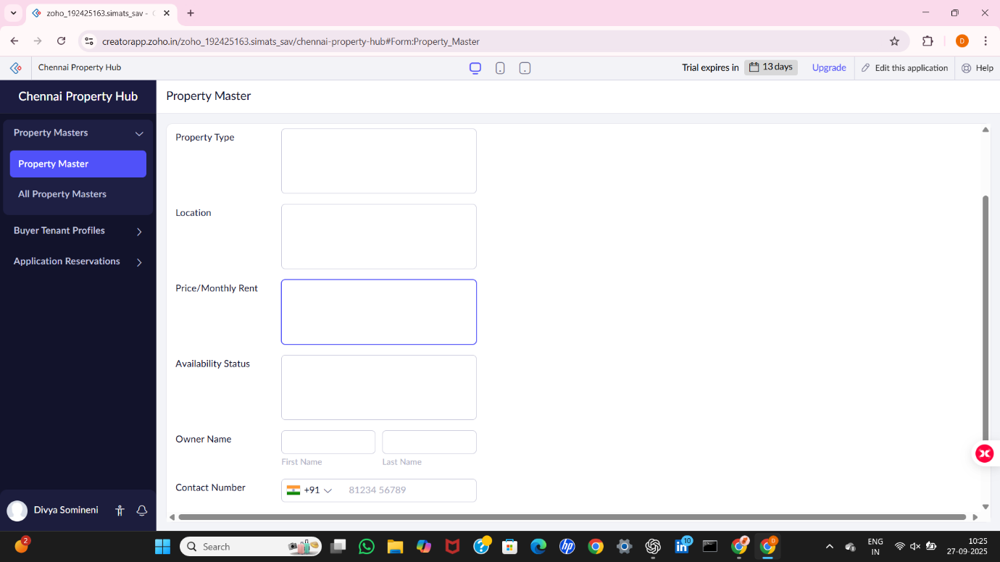 zoho_192425163.simats_sav -
creatorapp.zoho.in/zoho_192425163.simats_sav/chennai-property-hub#Form:Property_Master
D
Chennai Property Hub
Trial expires in
13 days
Upgrade
Edit this application
Help
Chennai Property Hub
Property Master
Property Masters
Property Master
All Property Masters
Buyer Tenant Profiles
Application Reservations
Property Type
Location
Price/Monthly Rent
Availability Status
Owner Name
First Name
Last Name
Contact Number
+91
81234 56789
Divya Somineni
2
Search
hp
in
10
D
ENG
IN
10:25
27-09-2025